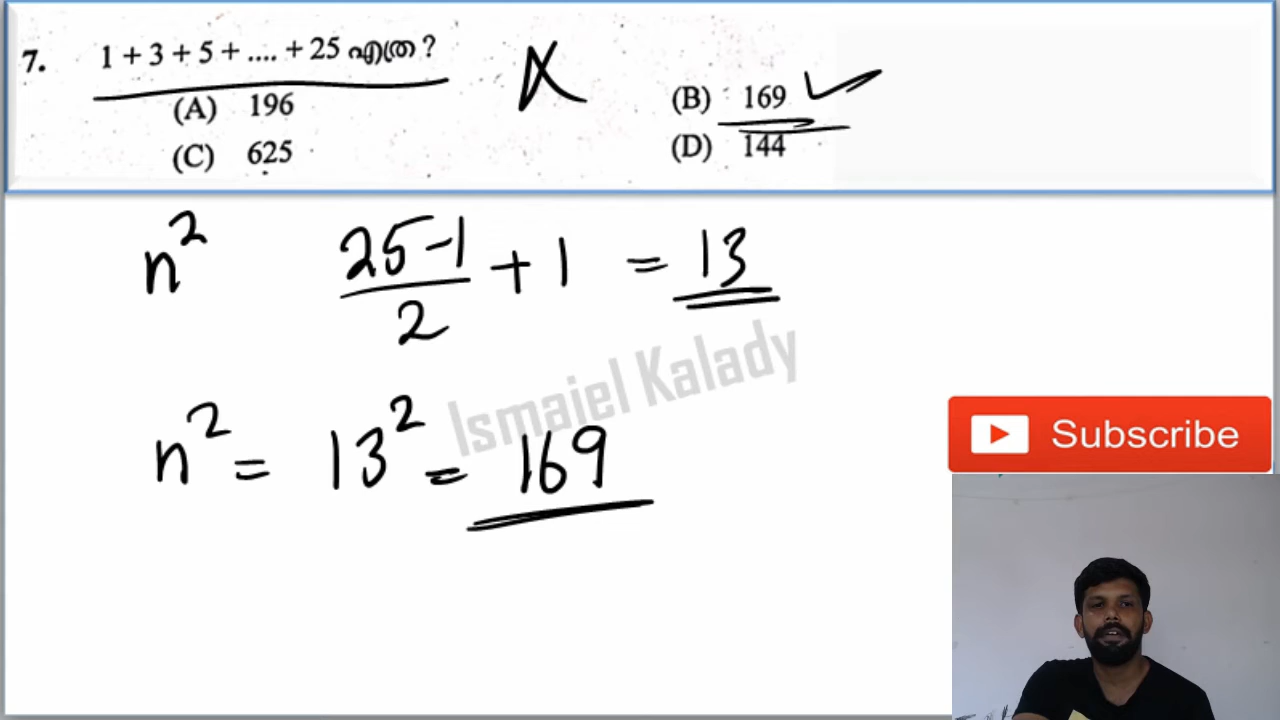 7. 1 + 3 + 5 + .... + 25 എത്ര ?
(A) 196 (B) 169
(C) 625 (D) 144
n² 25-1/2 + 1 = 13
n² = 13² = 169
Ismaiel Kalady
Subscribe